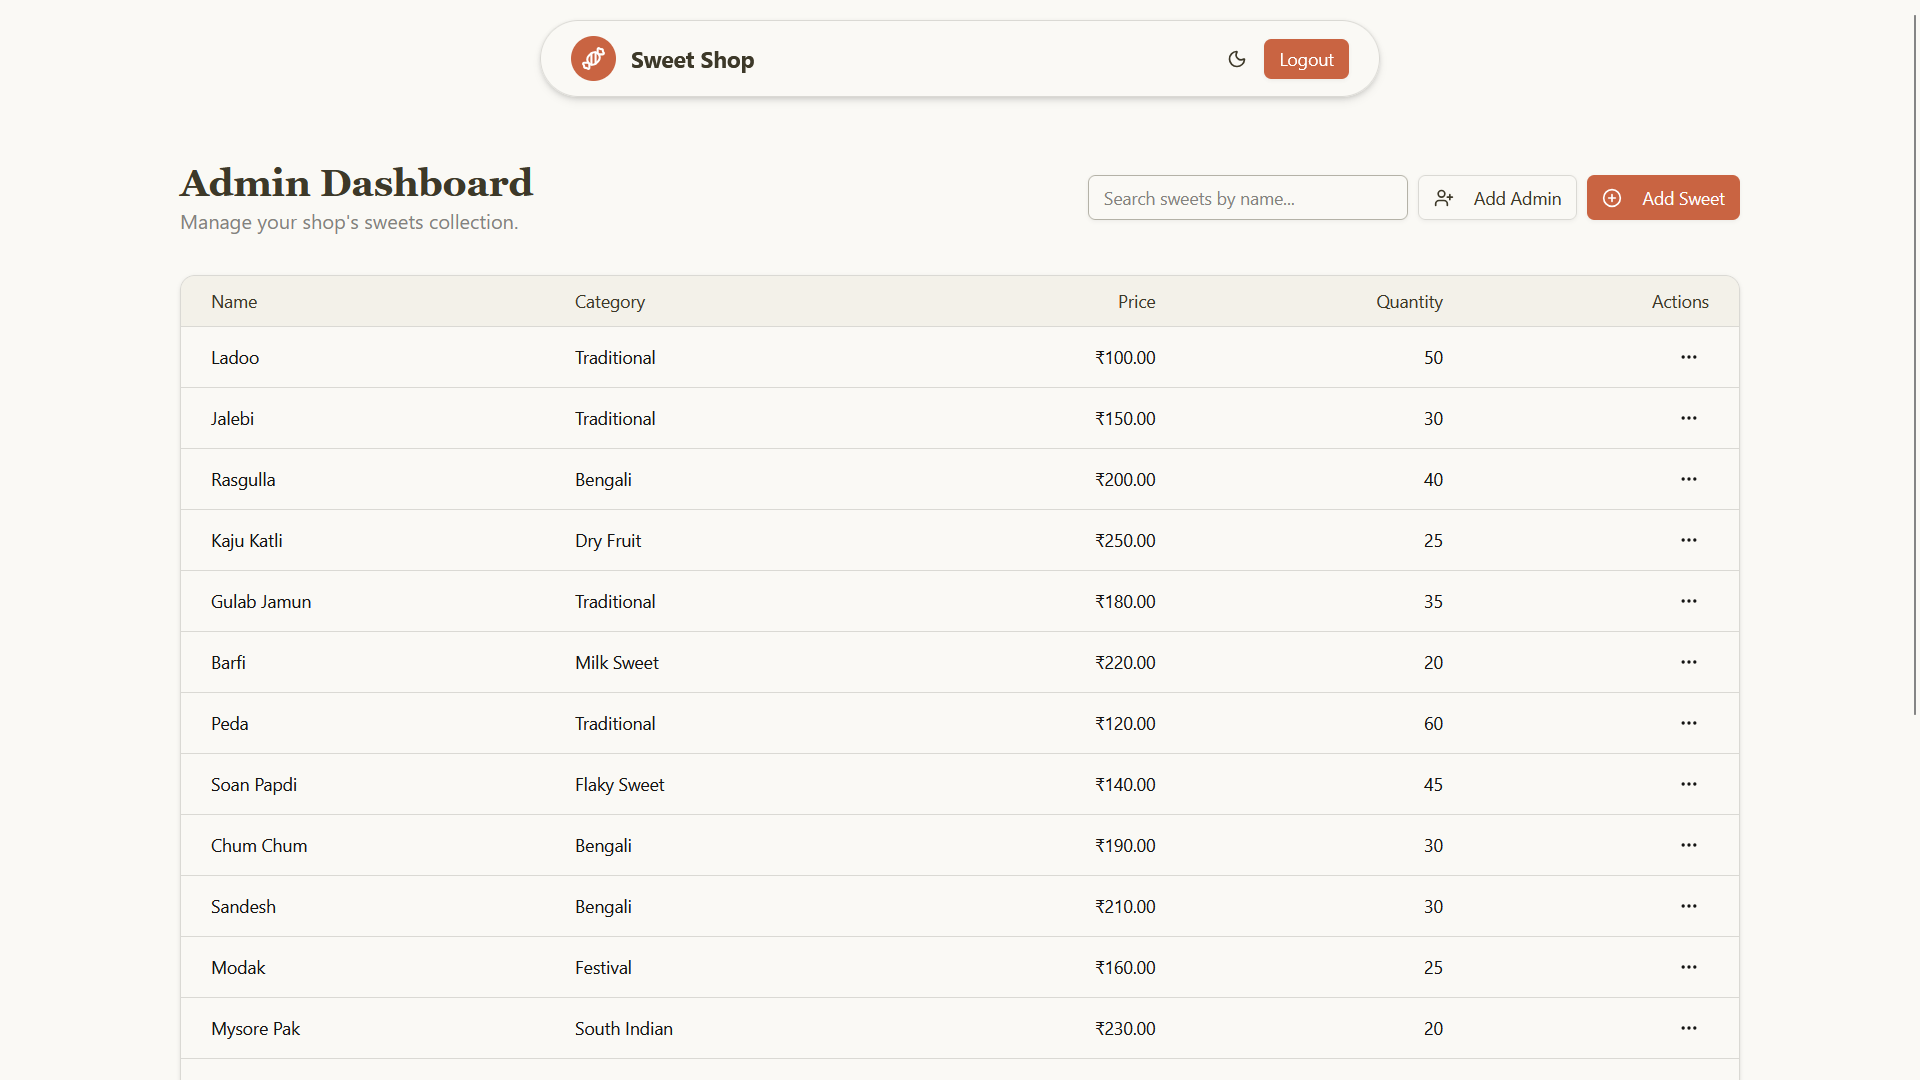 Sweet Shop
Logout
Admin Dashboard
Manage your shop's sweets collection.
Search sweets by name...
Add Admin
Add Sweet
Name Category Price Quantity Actions
Ladoo Traditional ₹100.00 50
Jalebi Traditional ₹150.00 30
Rasgulla Bengali ₹200.00 40
Kaju Katli Dry Fruit ₹250.00 25
Gulab Jamun Traditional ₹180.00 35
Barfi Milk Sweet ₹220.00 20
Peda Traditional ₹120.00 60
Soan Papdi Flaky Sweet ₹140.00 45
Chum Chum Bengali ₹190.00 30
Sandesh Bengali ₹210.00 30
Modak Festival ₹160.00 25
Mysore Pak South Indian ₹230.00 20